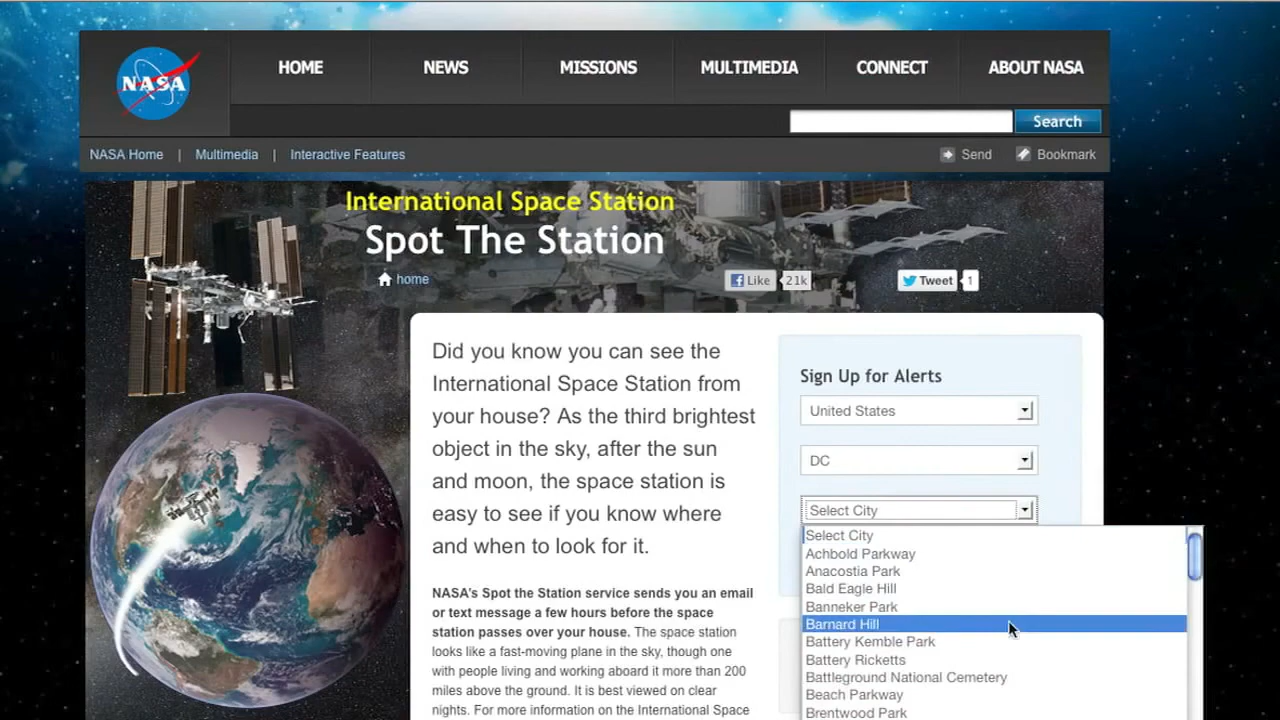 NASA
HOME NEWS MISSIONS MULTIMEDIA CONNECT ABOUT NASA
Search
NASA Home | Multimedia | Interactive Features Send Bookmark
International Space Station
Spot The Station
home Like 21k Tweet 1
Did you know you can see the
International Space Station from
your house? As the third brightest
object in the sky, after the sun
and moon, the space station is
easy to see if you know where
and when to look for it.
NASA's Spot the Station service sends you an email
or text message a few hours before the space
station passes over your house. The space station
looks like a fast-moving plane in the sky, though one
with people living and working aboard it more than 200
miles above the ground. It is best viewed on clear
nights. For more information on the International Space
Sign Up for Alerts
United States
DC
Select City
Select City
Achbold Parkway
Anacostia Park
Bald Eagle Hill
Banneker Park
Barnard Hill
Battery Kemble Park
Battery Ricketts
Battleground National Cemetery
Beach Parkway
Brentwood Park